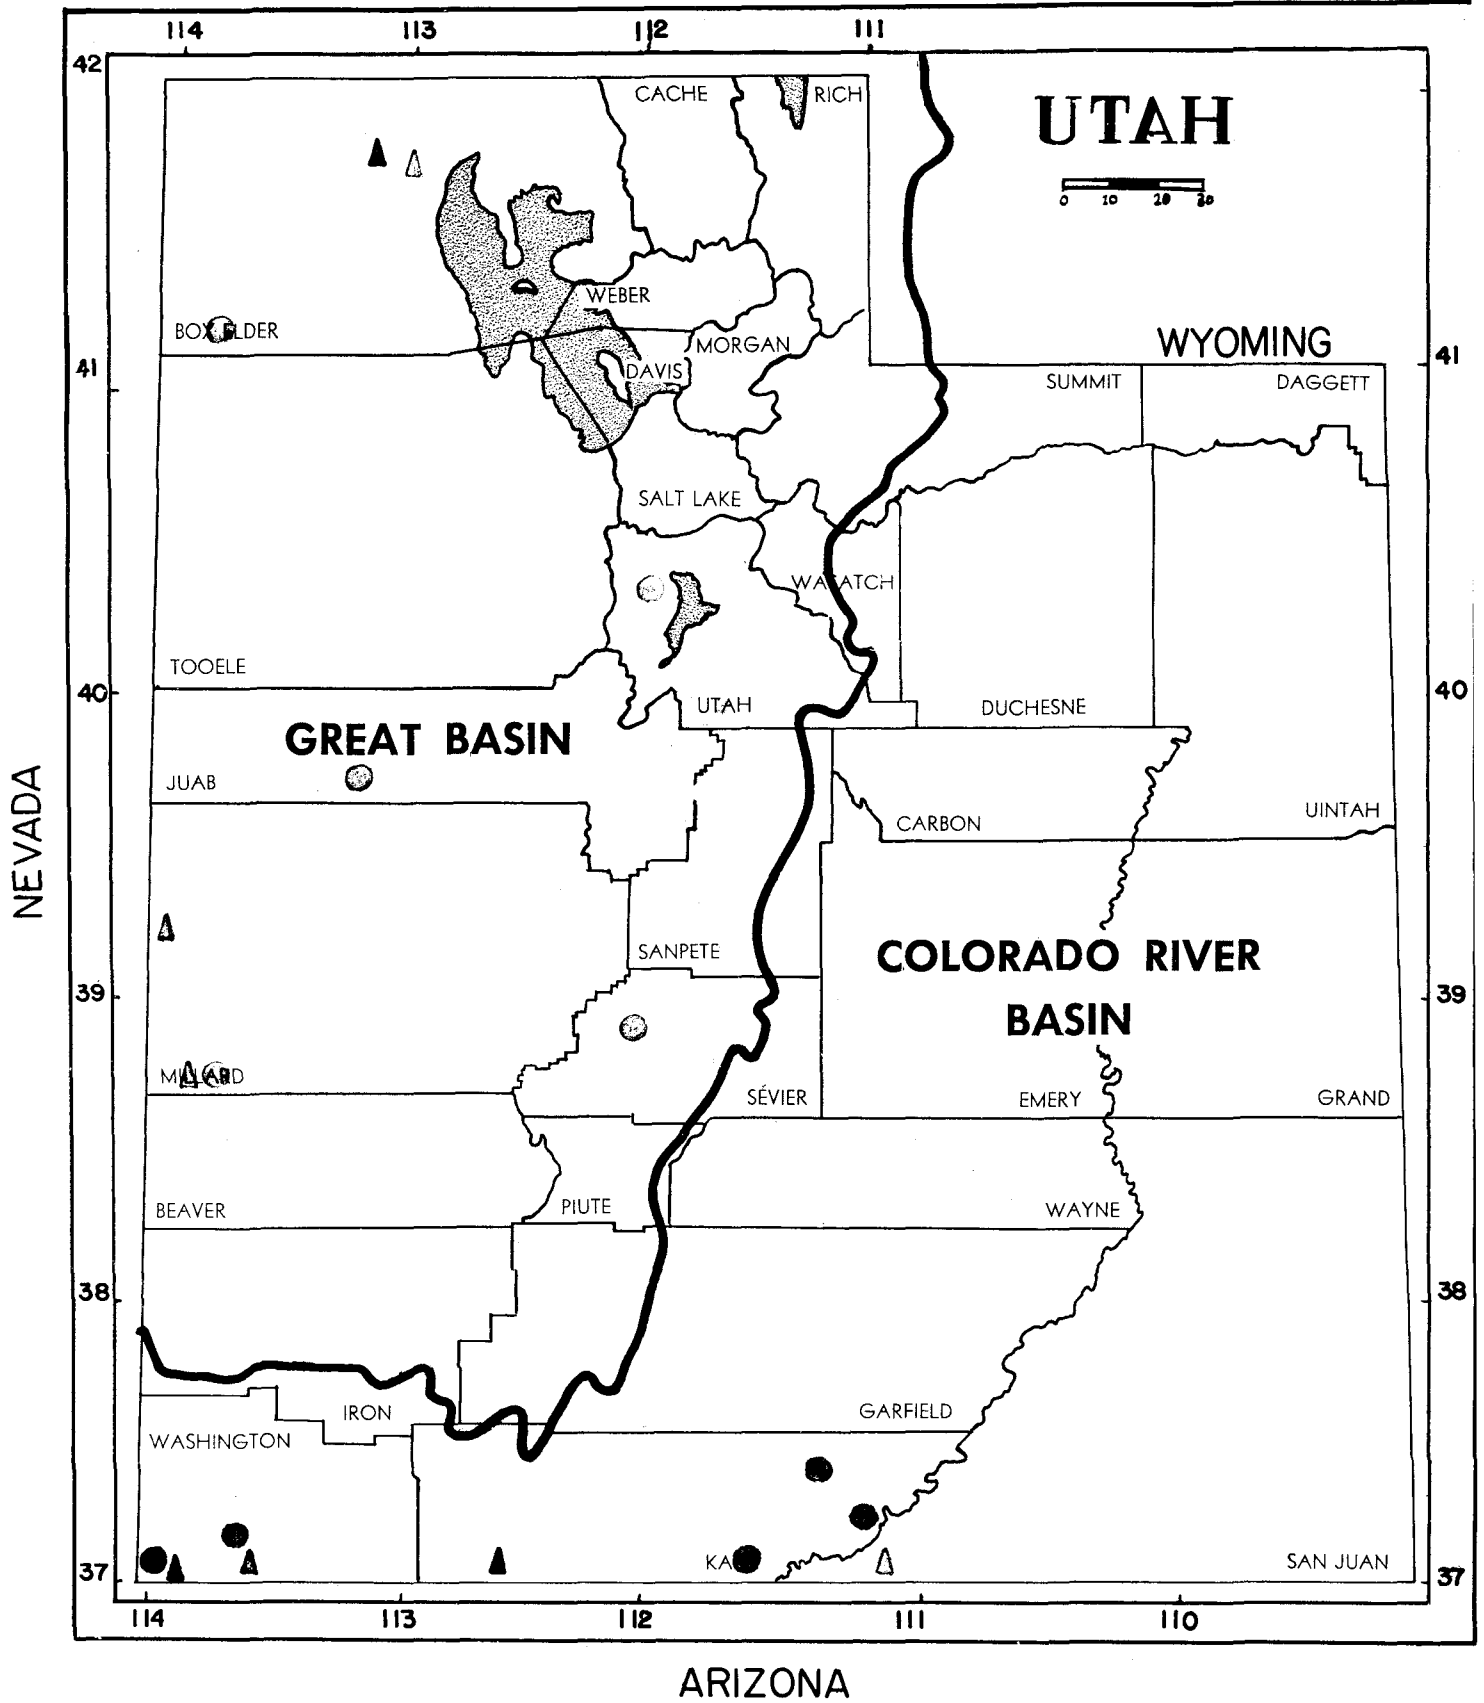 114 113 112 111
42
CACHE RICH
UTAH
0 10 20 30
WEBER
BOX ELDER
MORGAN
WYOMING
41 41
DAVIS
SUMMIT DAGGETT
SALT LAKE
WASATCH
TOOELE
40 40
UTAH DUCHESNE
GREAT BASIN
JUAB
UINTAH
CARBON
NEVADA
SANPETE
COLORADO RIVER
BASIN
39 39
MILLARD
SÉVIER EMERY GRAND
BEAVER PIUTE WAYNE
38 38
IRON GARFIELD
WASHINGTON
KA SAN JUAN
37 37
114 113 112 111 110
ARIZONA